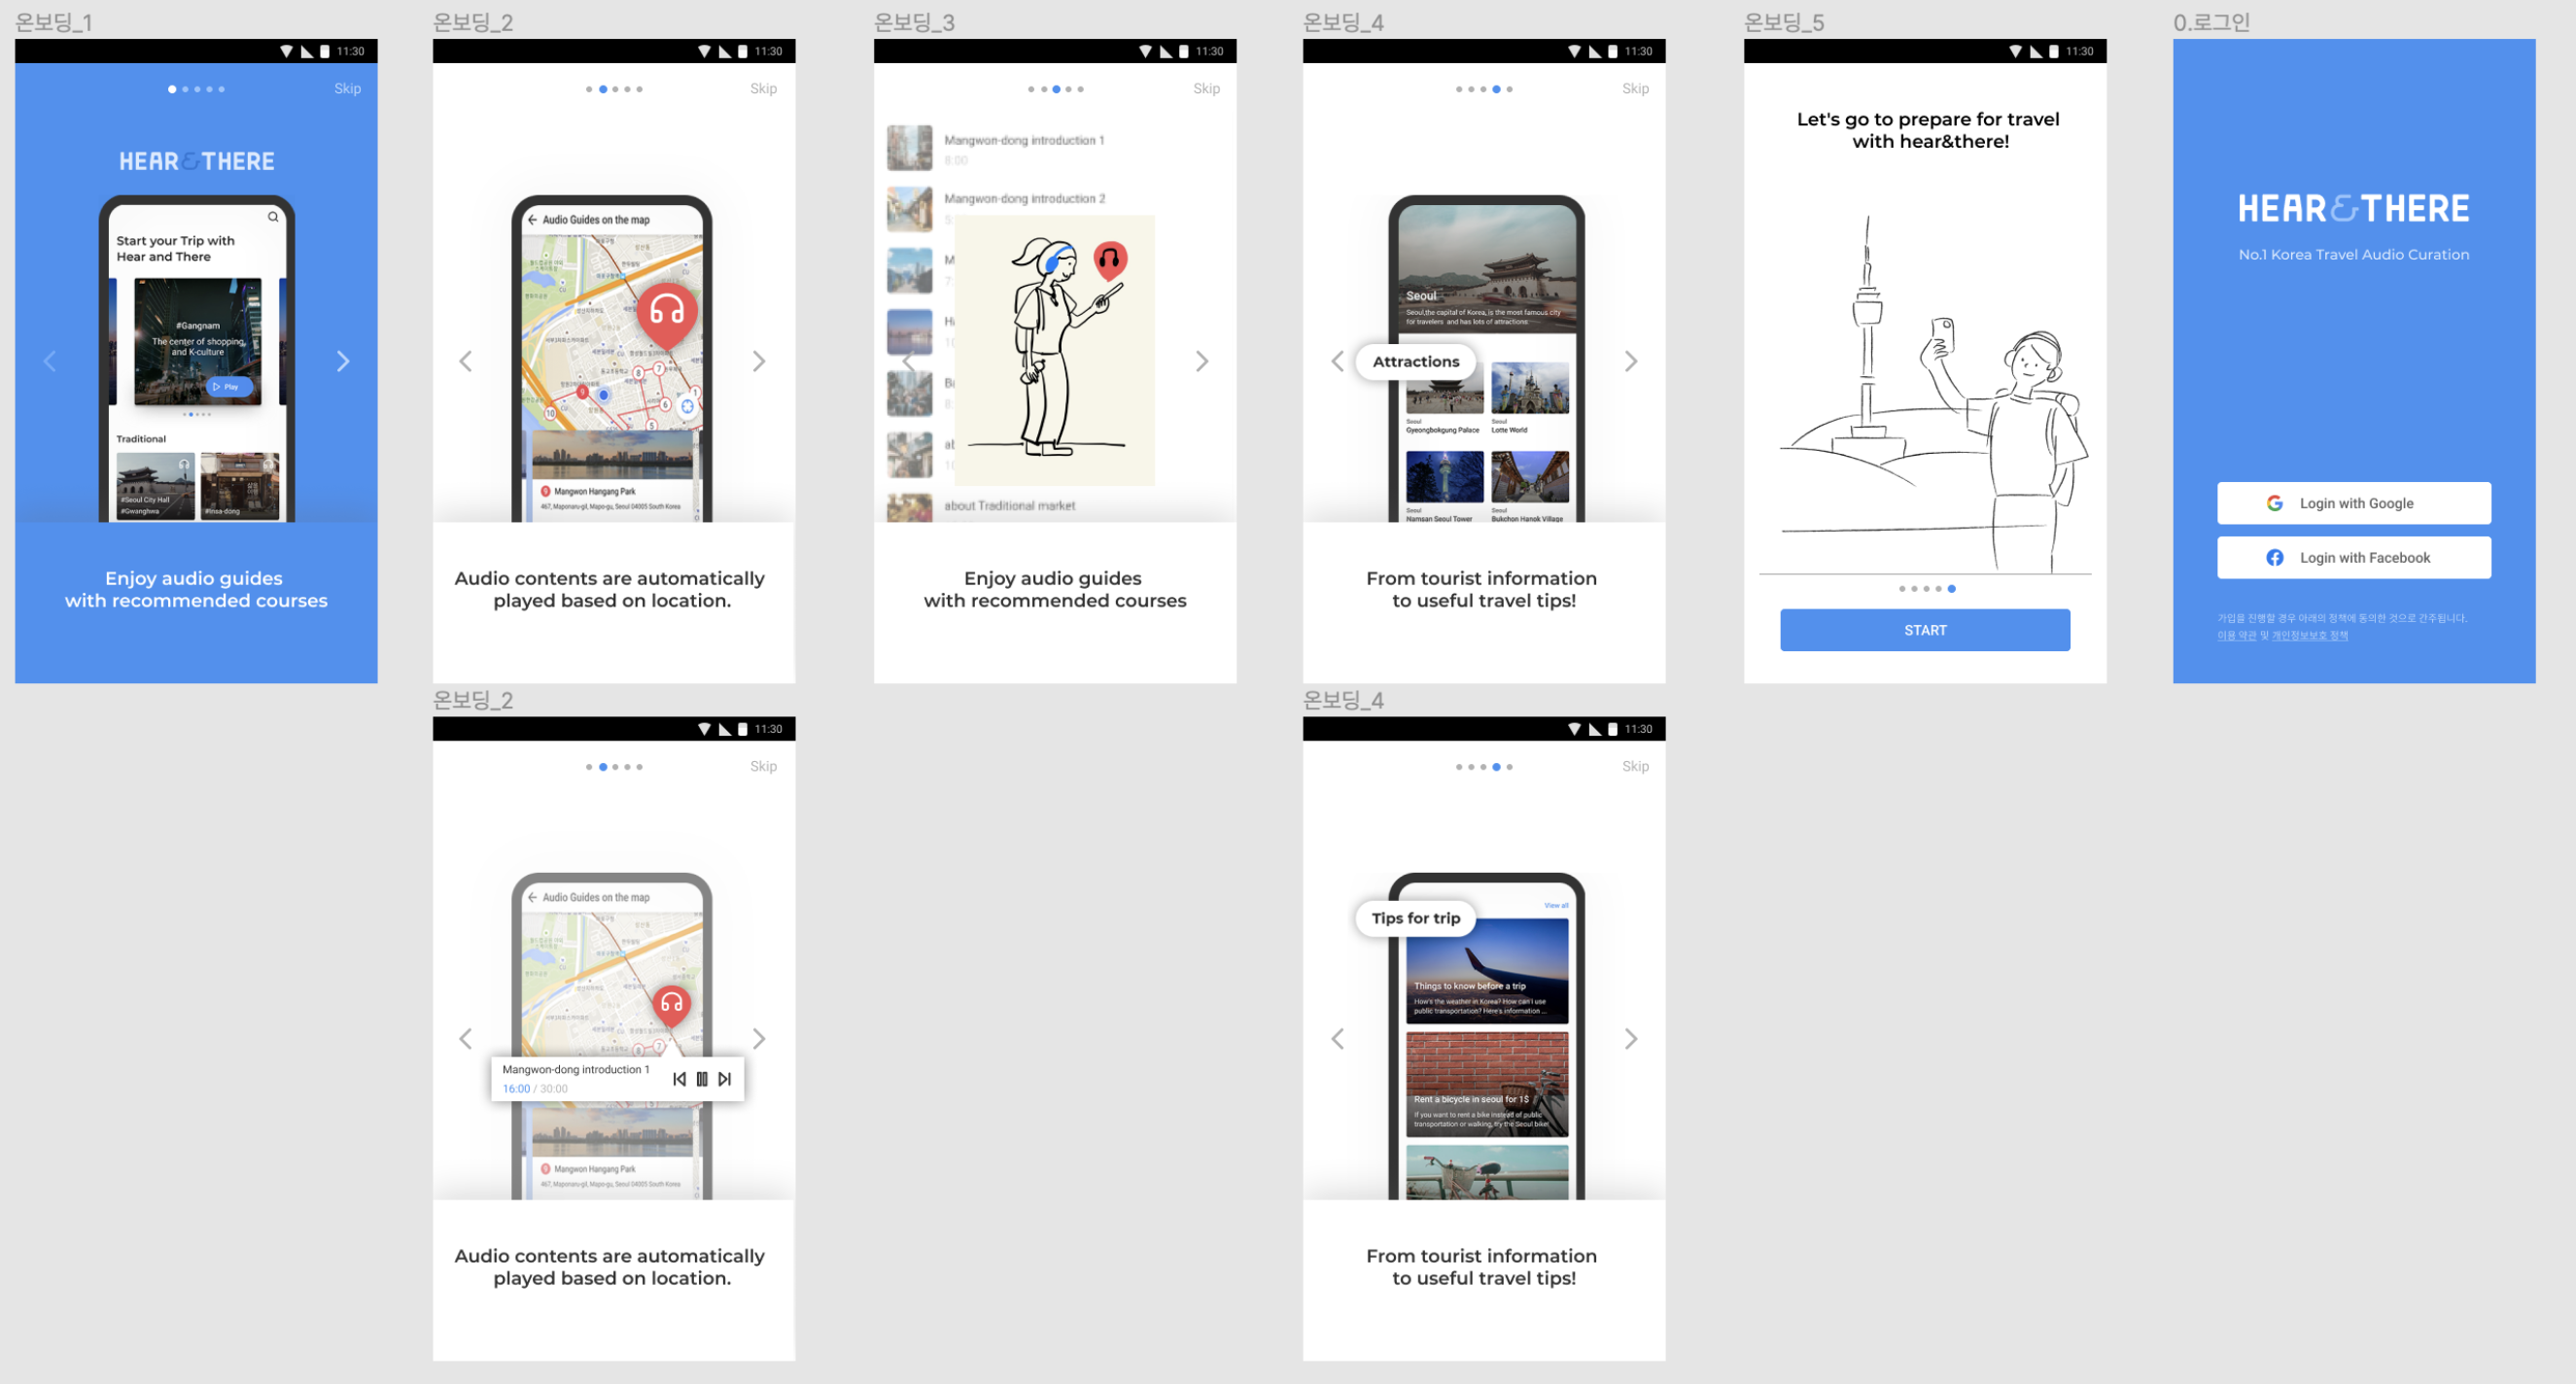 온보딩_1
11:30
Skip
HEAR&THERE
Start your Trip with
Hear and There
#Gangnam
The center of shopping,
and K-culture
Play
Traditional
#Seoul City Hall
#Gwanghwa
#Insa-dong
Enjoy audio guides
with recommended courses
온보딩_2
11:30
Skip
Audio Guides on the map
CU
8
7
9
1
6
10
5
Mangwon Hangang Park
467, Maponaru-gil, Mapo-gu, Seoul 04005 South Korea
Audio contents are automatically
played based on location.
온보딩_3
11:30
Skip
Mangwon-dong introduction 1
8:00
Mangwon-dong introduction 2
about Traditional market
Enjoy audio guides
with recommended courses
온보딩_4
11:30
Skip
Seoul
Seoul,the capital of Korea, is the most famous city
for travelers and has lots of attractions.
Attractions
Seoul
Gyeongbokgung Palace
Seoul
Lotte World
Seoul
Namsan Seoul Tower
Seoul
Bukchon Hanok Village
From tourist information
to useful travel tips!
온보딩_5
11:30
Let's go to prepare for travel
with hear&there!
START
0.로그인
HEAR&THERE
No.1 Korea Travel Audio Curation
Login with Google
Login with Facebook
가입을 진행할 경우 아래의 정책에 동의한 것으로 간주됩니다.
이용 약관 및 개인정보보호 정책
온보딩_2
11:30
Skip
Audio Guides on the map
CU
8
7
Mangwon-dong introduction 1
16:00 / 30:00
Mangwon Hangang Park
467, Maponaru-gil, Mapo-gu, Seoul 04005 South Korea
Audio contents are automatically
played based on location.
온보딩_4
11:30
Skip
View all
Tips for trip
Things to know before a trip
How's the weather in Korea? How can I use
public transportation? Here's information ...
Rent a bicycle in seoul for 1$
If you want to rent a bike instead of public
transportation or walking, try the Seoul bike!
From tourist information
to useful travel tips!